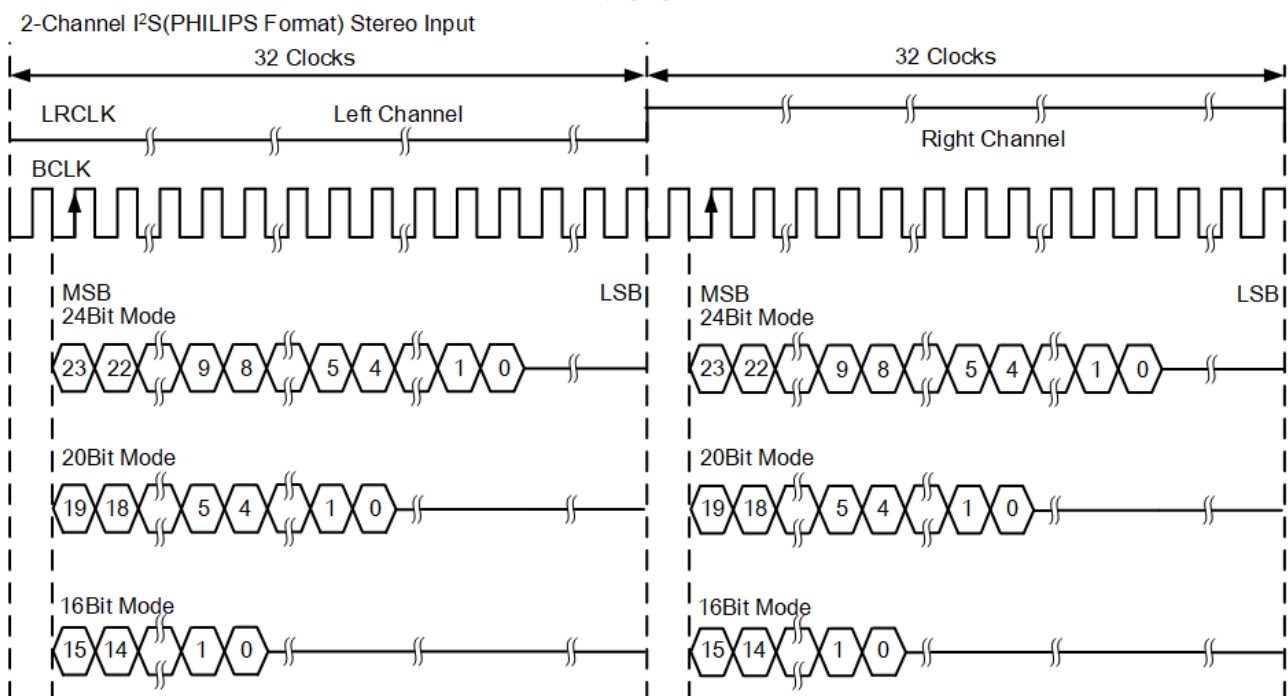 2-Channel I²S(PHILIPS Format) Stereo Input
32 Clocks 32 Clocks
LRCLK Left Channel
Right Channel
BCLK
MSB LSB MSB LSB
24Bit Mode 24Bit Mode
23 22 9 8 5 4 1 0 23 22 9 8 5 4 1 0
20Bit Mode 20Bit Mode
19 18 5 4 1 0 19 18 5 4 1 0
16Bit Mode 16Bit Mode
15 14 1 0 15 14 1 0